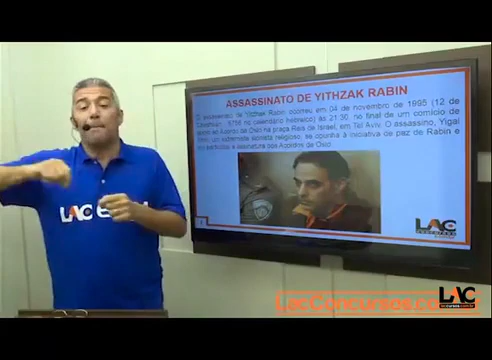 ASSASSINATO DE YITHZAK RABIN
O assassinato de Yithzak Rabin ocorreu em 04 de novembro de 1995 (12 de
5756 no calendário hebraico) às 21:30, no final de um comício de
apoio ao Acordo de Oslo na praça Reis de Israel, em Tel Aviv. O assassino, Yigal
, um extremista sionista religioso, se opunha à iniciativa de paz de Rabin e
assinatura dos Acordos de Oslo
LAC
LAC
CONCURSOS
LacConcursos.co
LAC